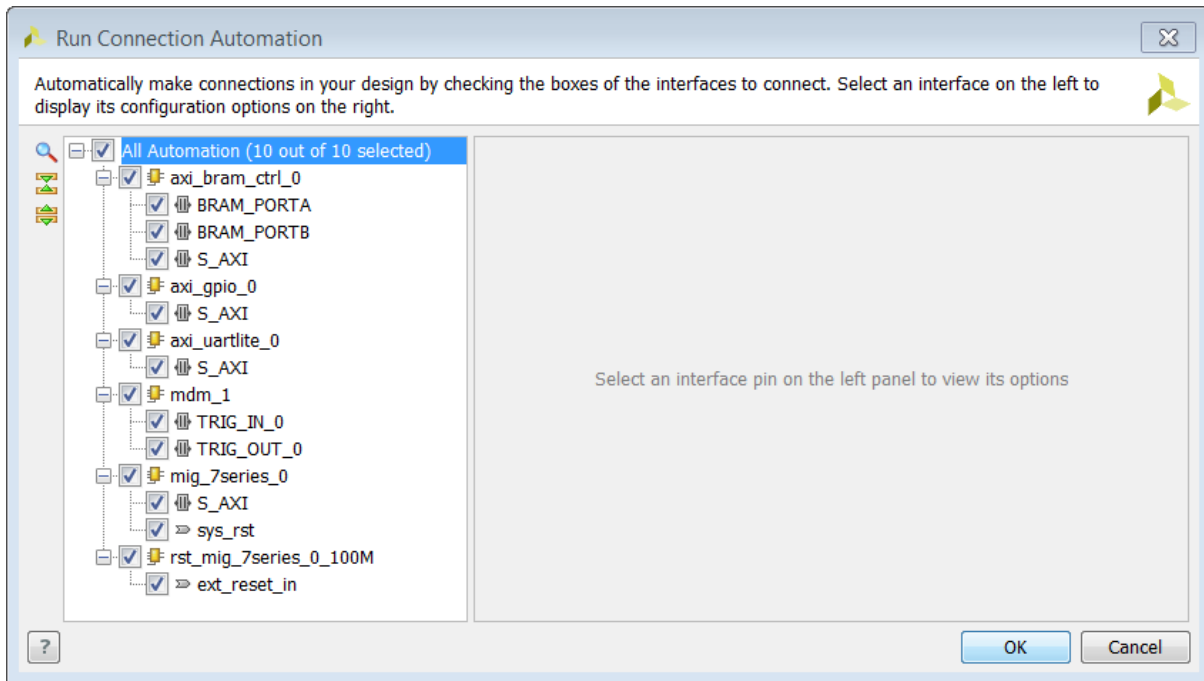 Run Connection Automation
Automatically make connections in your design by checking the boxes of the interfaces to connect. Select an interface on the left to
display its configuration options on the right.
All Automation (10 out of 10 selected)
axi_bram_ctrl_0
BRAM_PORTA
BRAM_PORTB
S_AXI
axi_gpio_0
S_AXI
axi_uartlite_0
S_AXI
mdm_1
TRIG_IN_0
TRIG_OUT_0
mig_7series_0
S_AXI
sys_rst
rst_mig_7series_0_100M
ext_reset_in
Select an interface pin on the left panel to view its options
?
OK
Cancel